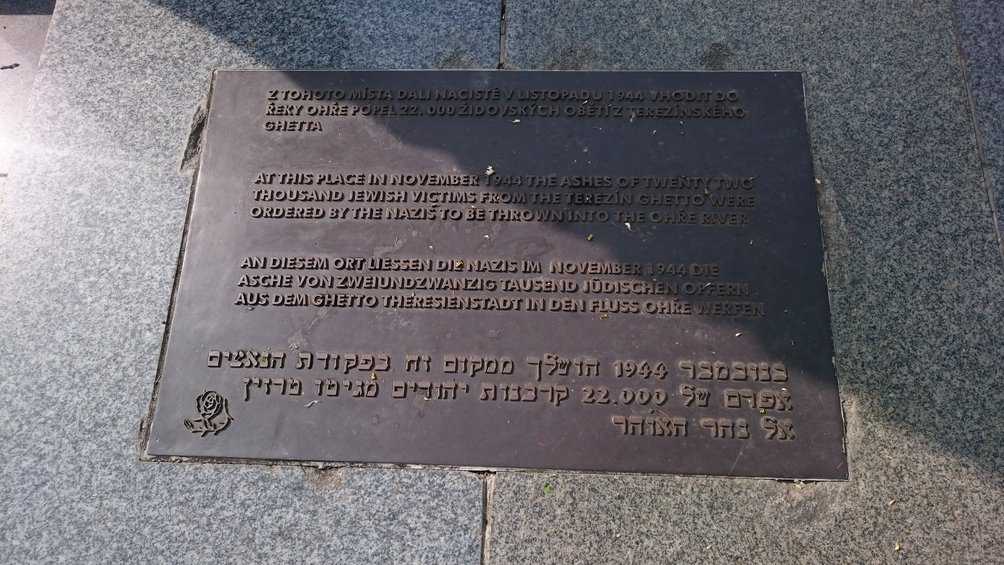 Z TOHOTO MÍSTA DALI NACISTÉ V LISTOPADU 1944 VHODIT DO
ŘEKY OHŘE POPEL 22. 000 ŽIDOVSKÝCH OBĚTÍ Z TEREZÍNSKÉHO
GHETTA
AT THIS PLACE IN NOVEMBER 1944 THE ASHES OF TWENTY TWO
THOUSAND JEWISH VICTIMS FROM THE TEREZÍN GHETTO WERE
ORDERED BY THE NAZIS TO BE THROWN INTO THE OHŘE RIVER
AN DIESEM ORT LIESSEN DIE NAZIS IM NOVEMBER 1944 DIE
ASCHE VON ZWEIUNDZWANZIG TAUSEND JÜDISCHEN OPFERN
AUS DEM GHETTO THERESIENSTADT IN DEN FLUSS OHŘE WERFEN
בנובמבר 1944 הושלך ממקום זה בפקודת הנאצים
אפרם של 22.000 קרבנות יהודים מגיטו טרזין
אל נהר האוהר